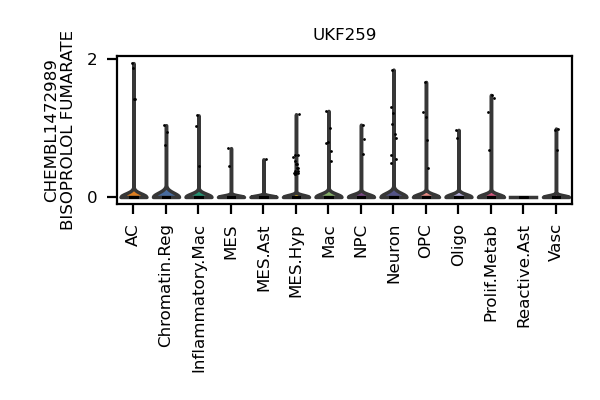 UKF259
CHEMBL1472989
BISOPROLOL FUMARATE
2
0
AC
Chromatin.Reg
Inflammatory.Mac
MES
MES.Ast
MES.Hyp
Mac
NPC
Neuron
OPC
Oligo
Prolif.Metab
Reactive.Ast
Vasc